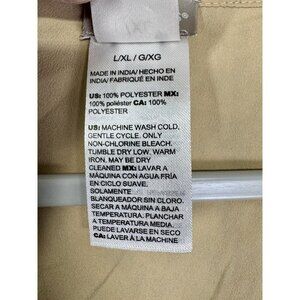 L/XL / G/XG
MADE IN INDIA/ HECHO EN
INDIA/ FABRIQUÉ EN INDE
US: 100% POLYESTER MX:
100% poliéster CA: 100%
POLYESTER
US: MACHINE WASH COLD,
GENTLE CYCLE. ONLY
NON-CHLORINE BLEACH.
TUMBLE DRY LOW. WARM
IRON. MAY BE DRY
CLEANED MX: LAVAR A
MÁQUINA CON AGUA FRÍA
EN CICLO SUAVE.
SOLAMENTE
BLANQUEADOR SIN CLORO.
SECAR A MÁQUINA A BAJA
TEMPERATURA. PLANCHAR
A TEMPERATURA MEDIA.
PUEDE LAVARSE EN SECO
CA: LAVER À LA MACHINE